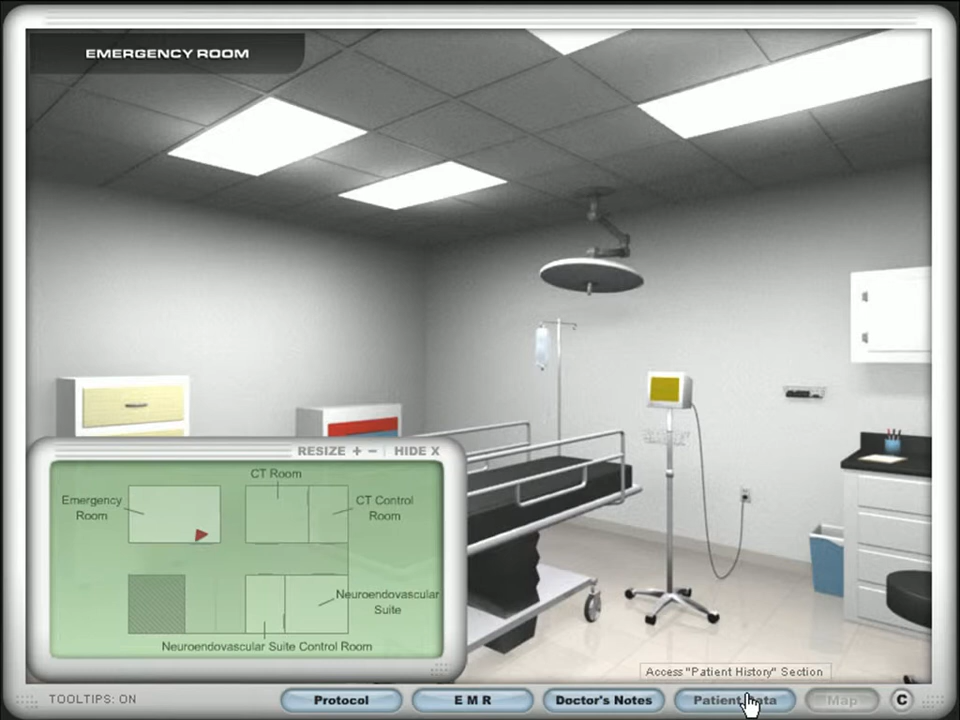 EMERGENCY ROOM
RESIZE + - | HIDE X
CT Room
Emergency
Room
CT Control
Room
Neuroendovascular
Suite
Neuroendovascular Suite Control Room
Access "Patient History" Section
TOOLTIPS: ON
Protocol
E M R
Doctor's Notes
Patient Data
Map
C